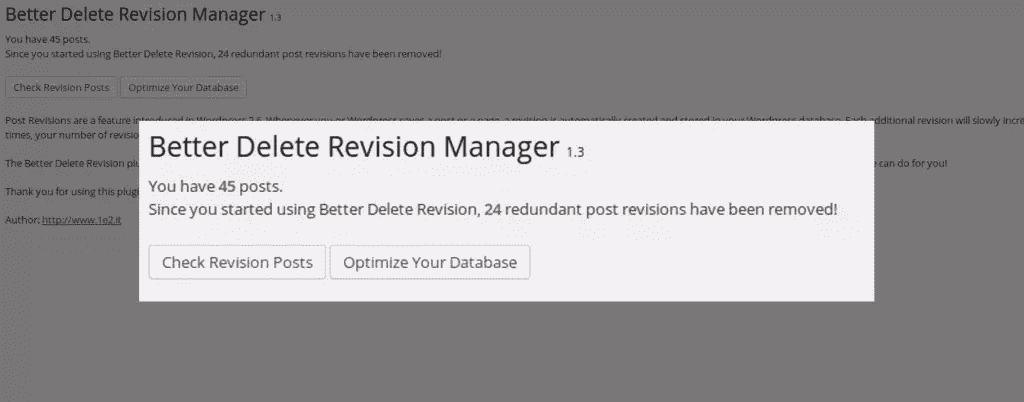 Better Delete Revision Manager 1.3
You have 45 posts.
Since you started using Better Delete Revision, 24 redundant post revisions have been removed!
Check Revision Posts Optimize Your Database
Post Revisions are a feature introduced in Wordpress 2.6. Whenever you or Wordpress saves a post or a page, a revision is automatically created and stored in your Wordpress database. Each additional revision will slowly incre
times, your number of revisio
The Better Delete Revision plu
e can do for you!
Thank you for using this plugi
Author: http://www.1e2.it
Better Delete Revision Manager 1.3
You have 45 posts.
Since you started using Better Delete Revision, 24 redundant post revisions have been removed!
Check Revision Posts Optimize Your Database